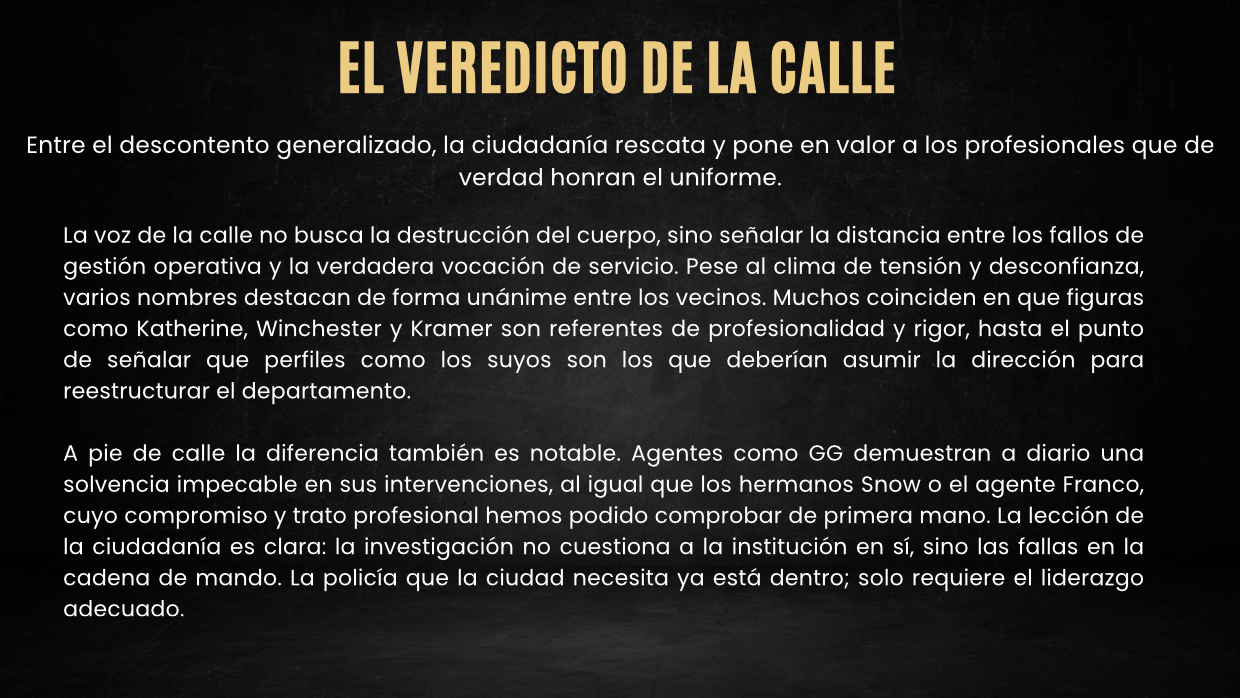 EL VEREDICTO DE LA CALLE
Entre el descontento generalizado, la ciudadanía rescata y pone en valor a los profesionales que de
verdad honran el uniforme.
La voz de la calle no busca la destrucción del cuerpo, sino señalar la distancia entre los fallos de
gestión operativa y la verdadera vocación de servicio. Pese al clima de tensión y desconfianza,
varios nombres destacan de forma unánime entre los vecinos. Muchos coinciden en que figuras
como Katherine, Winchester y Kramer son referentes de profesionalidad y rigor, hasta el punto
de señalar que perfiles como los suyos son los que deberían asumir la dirección para
reestructurar el departamento.
A pie de calle la diferencia también es notable. Agentes como GG demuestran a diario una
solvencia impecable en sus intervenciones, al igual que los hermanos Snow o el agente Franco,
cuyo compromiso y trato profesional hemos podido comprobar de primera mano. La lección de
la ciudadanía es clara: la investigación no cuestiona a la institución en sí, sino las fallas en la
cadena de mando. La policía que la ciudad necesita ya está dentro; solo requiere el liderazgo
adecuado.